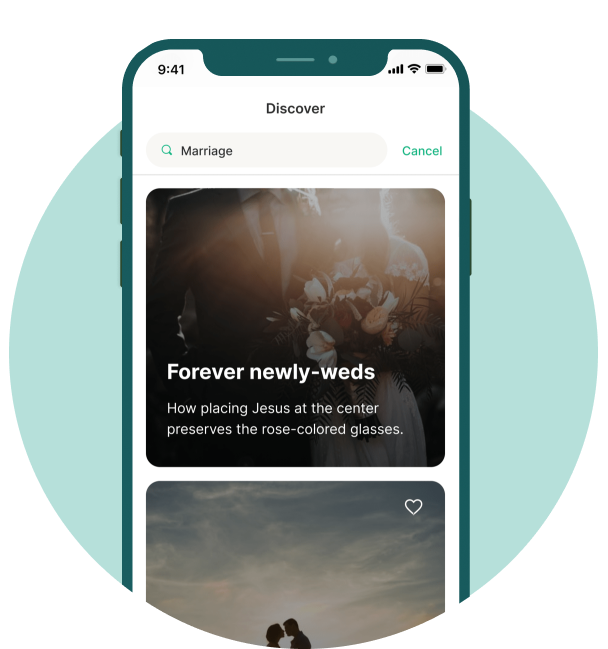 9:41
Discover
Marriage
Cancel
Forever newly-weds
How placing Jesus at the center
preserves the rose-colored glasses.